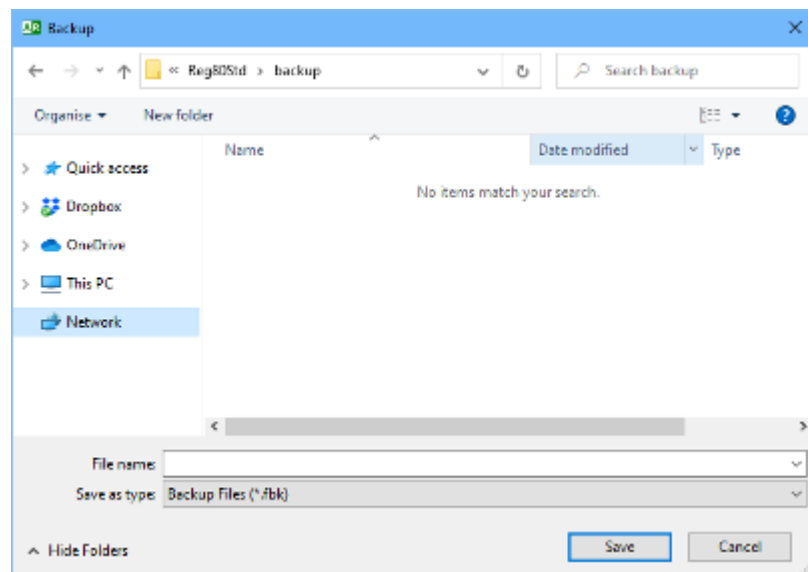 Backup
« Reg80Std › backup
Search backup
Organise
New folder
Name
Date modified
Type
No items match your search.
Quick access
Dropbox
OneDrive
This PC
Network
File name:
Save as type: Backup Files (*.fbk)
Hide Folders
Save
Cancel